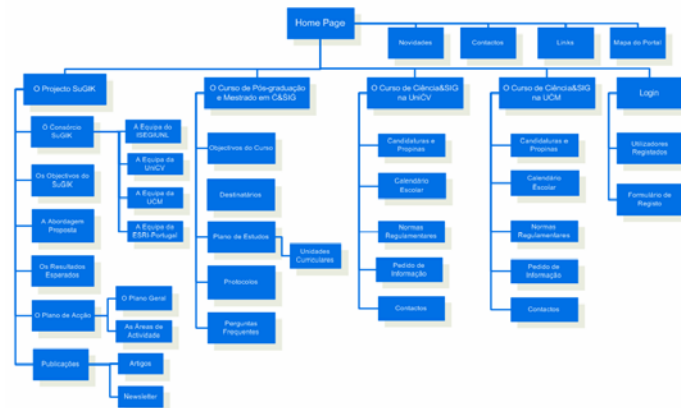 Home Page
Novidades
Contactos
Links
Mapa do Portal
O Projecto SuGIK
O Curso de Pós-graduação
e Mestrado em C&SIG
O Curso de Ciência&SIG
na UniCV
O Curso de Ciência&SIG
na UCM
Login
O Consórcio
SuGIK
A Equipa do
ISEGI/UNL
A Equipa da
UniCV
A Equipa da
UCM
A Equipa da
ESRI-Portugal
Os Objectivos do
SuGIK
A Abordagem
Proposta
Os Resultados
Esperados
O Plano de Acção
O Plano Geral
As Áreas de
Actividade
Publicações
Artigos
Newsletter
Objectivos do Curso
Destinatários
Plano de Estudos
Unidades
Curriculares
Protocolos
Perguntas
Frequentes
Candidaturas e
Propinas
Calendário
Escolar
Normas
Regulamentares
Pedido de
Informação
Contactos
Candidaturas e
Propinas
Calendário
Escolar
Normas
Regulamentares
Pedido de
Informação
Contactos
Utilizadores
Registados
Formulário de
Registo